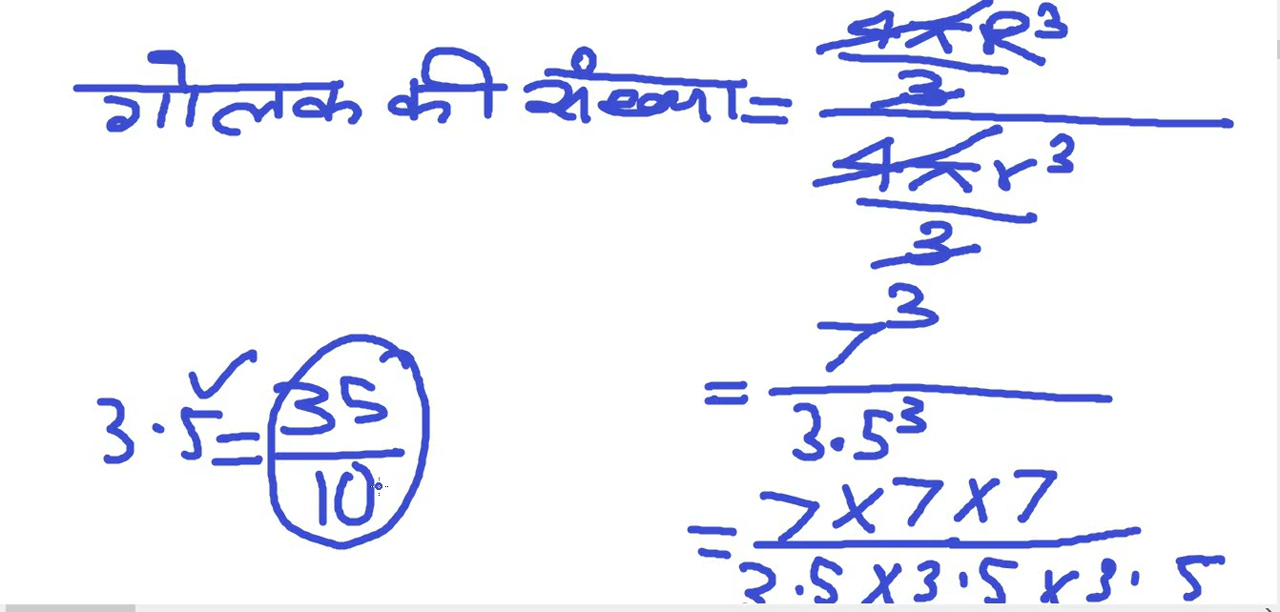 गोलक की संख्या = 4πR³/3
4πr³/3
= 7³
3.5³
3.5 = 35/10
= 7×7×7
3.5×3.5×3.5